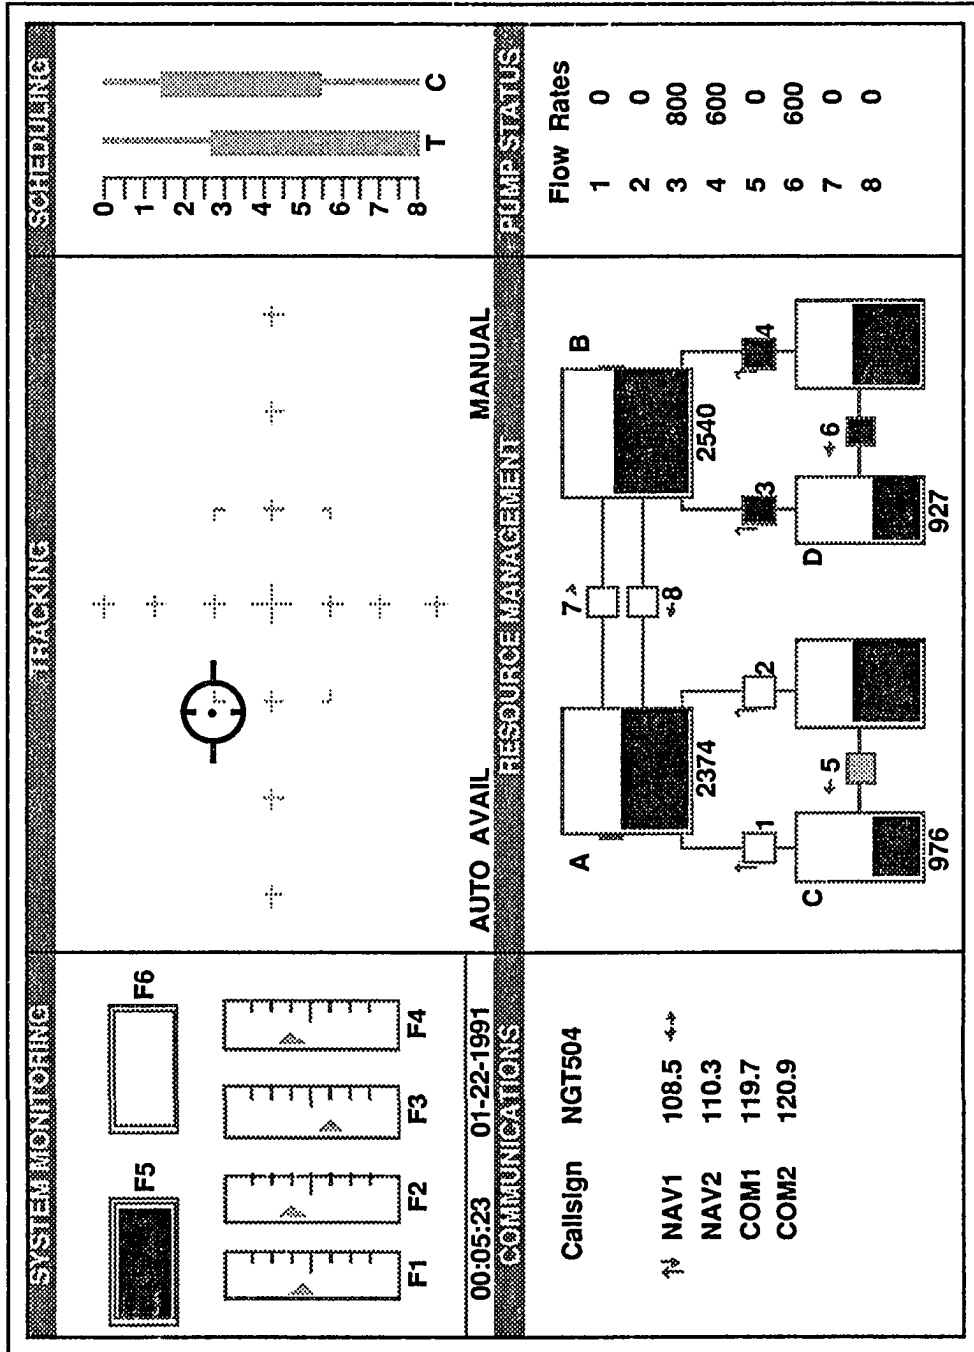 SYSTEM MONITORING
F5 F6
F1 F2 F3 F4
00:05:23 01-22-1991
TRACKING
AUTO AVAIL MANUAL
SCHEDULING
0
1
2
3
4
5
6
7
8
T C
COMMUNICATIONS
Callsign NGT504
NAV1 108.5
NAV2 110.3
COM1 119.7
COM2 120.9
RESOURCE MANAGEMENT
A B
2374 2540
7
8
1 2 3 4
5 6
C D
976 927
PUMP STATUS
Flow Rates
1 0
2 0
3 800
4 600
5 0
6 600
7 0
8 0